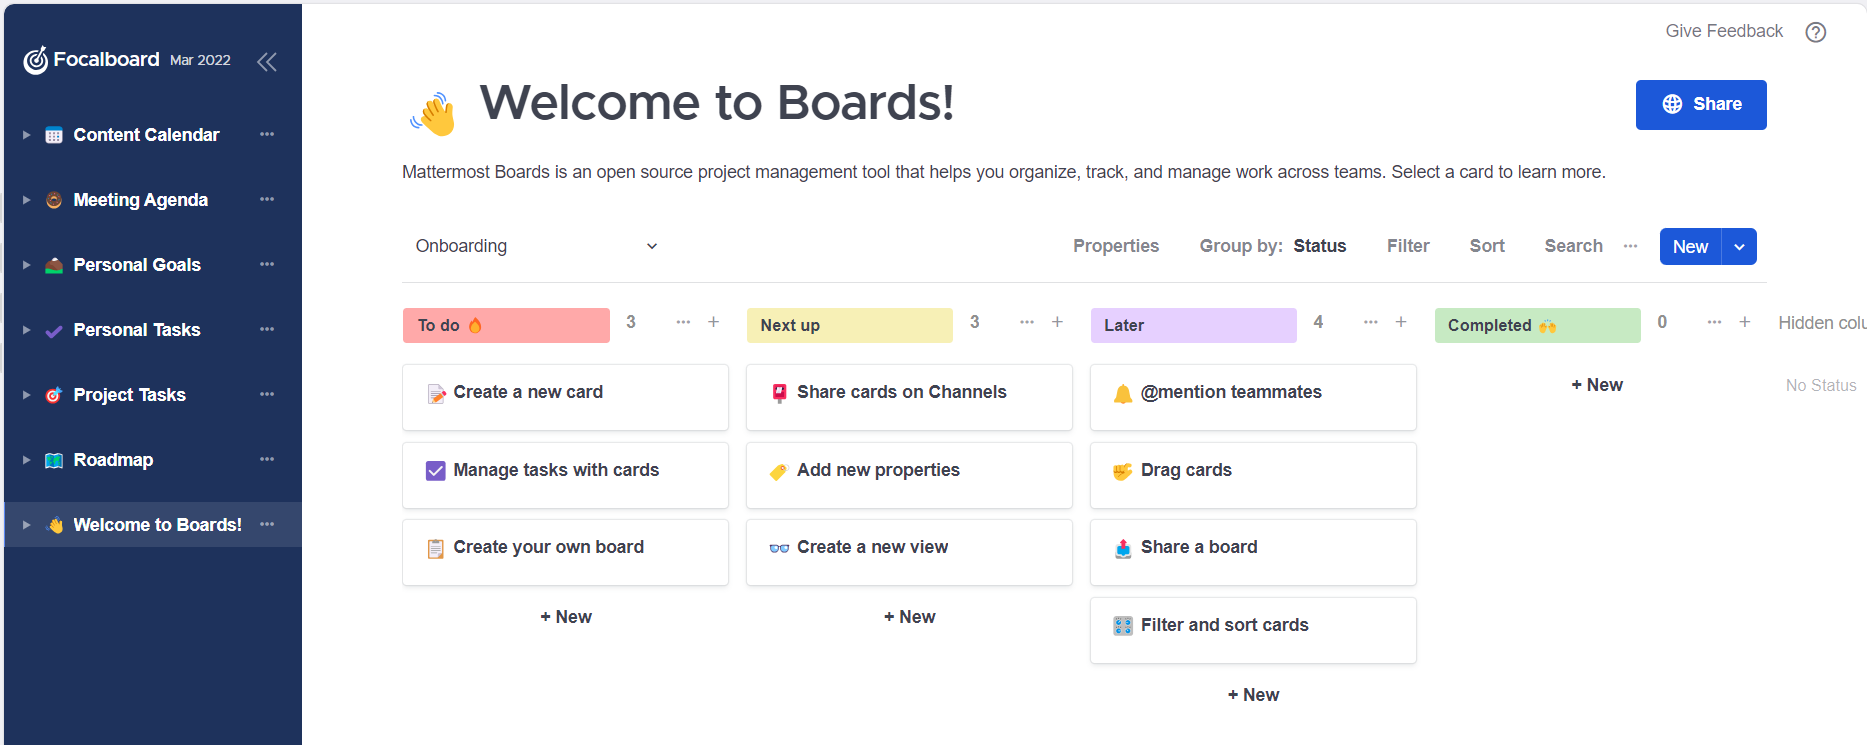 Focalboard Mar 2022
Content Calendar
Meeting Agenda
Personal Goals
Personal Tasks
Project Tasks
Roadmap
Welcome to Boards!
Give Feedback
Welcome to Boards!
Share
Mattermost Boards is an open source project management tool that helps you organize, track, and manage work across teams. Select a card to learn more.
Onboarding Properties Group by: Status Filter Sort Search New
To do 3
Create a new card
Manage tasks with cards
Create your own board
+ New
Next up 3
Share cards on Channels
Add new properties
Create a new view
+ New
Later 4
@mention teammates
Drag cards
Share a board
Filter and sort cards
+ New
Completed 0
+ New
Hidden colu
No Status